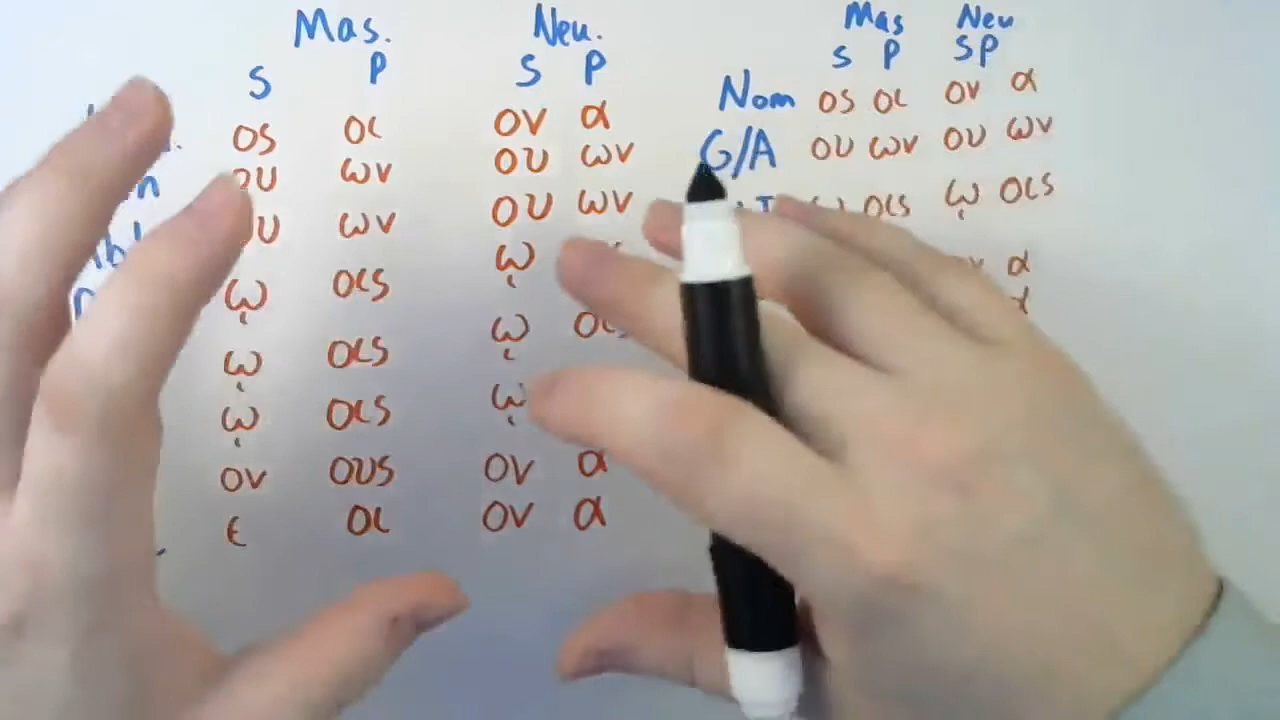 Mas. Neu.
S P S P
ος οι ον α
ου ων ου ων
ων ου ων
ῳ οις ῳ
ῳ οις ῳ
ῳ οις ῳ
ον ους ον α
ε οι ον α
Mas Neu
S P S P
Nom ος οι ον α
G/A ου ων ου ων
οις ῳ οις
α